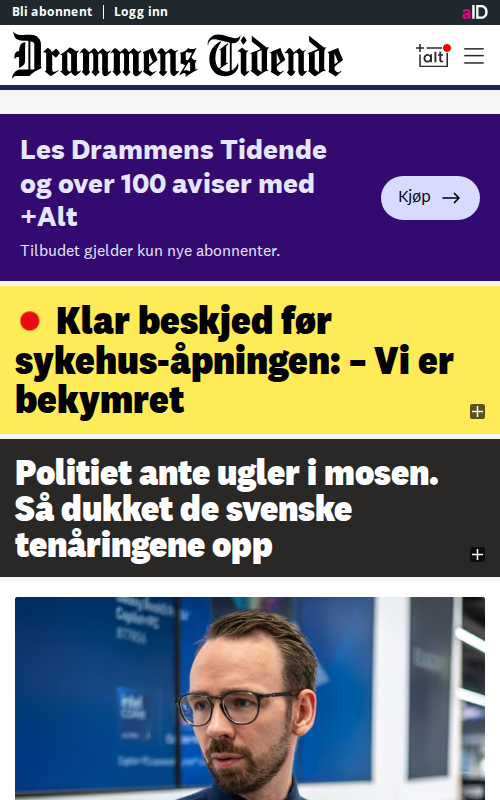 Bli abonnent | Logg inn
aID
Drammens Tidende
+alt
Les Drammens Tidende
og over 100 aviser med
+Alt
Kjøp →
Tilbudet gjelder kun nye abonnenter.
Klar beskjed før
sykehus-åpningen: – Vi er
bekymret
Politiet ante ugler i mosen.
Så dukket de svenske
tenåringene opp
intel